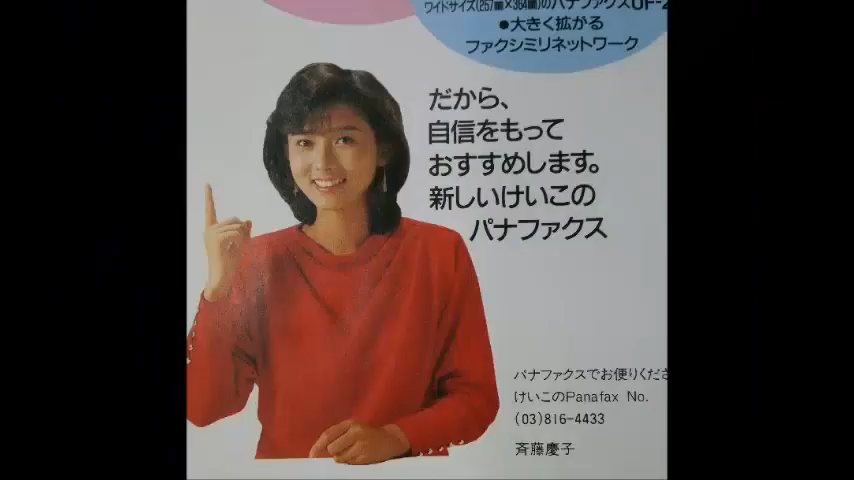 ワイドサイズ(257㎜×364㎜)のパナファクスUF-2
●大きく拡がる
ファクシミリネットワーク
だから、
自信をもって
おすすめします。
新しいけいこの
パナファクス
パナファクスでお便りくださ
けいこのPanafax No.
(03)816-4433
斉藤慶子